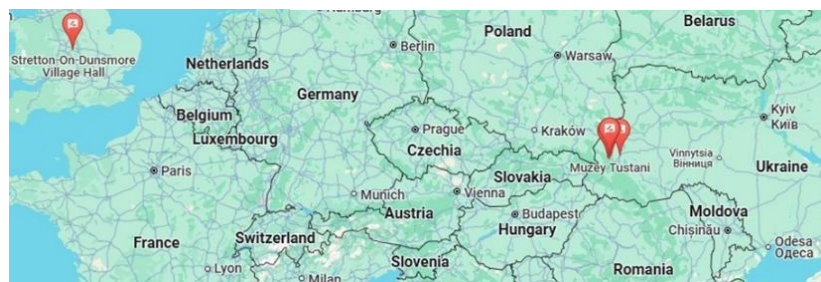 Hamburg
Berlin
Poland
Belarus
Stretton-On-Dunsmore
Village Hall
Netherlands
Warsaw
Germany
Belgium
Kyiv
Київ
Luxembourg
Prague
Kraków
Czechia
Vinnytsia
Вінниця
Muzey Tustani
Ukraine
Paris
Slovakia
Munich
Vienna
Austria
Budapest
Moldova
Hungary
Chișinău
France
Switzerland
Odesa
Одеса
Slovenia
Lyon
Milan
Romania